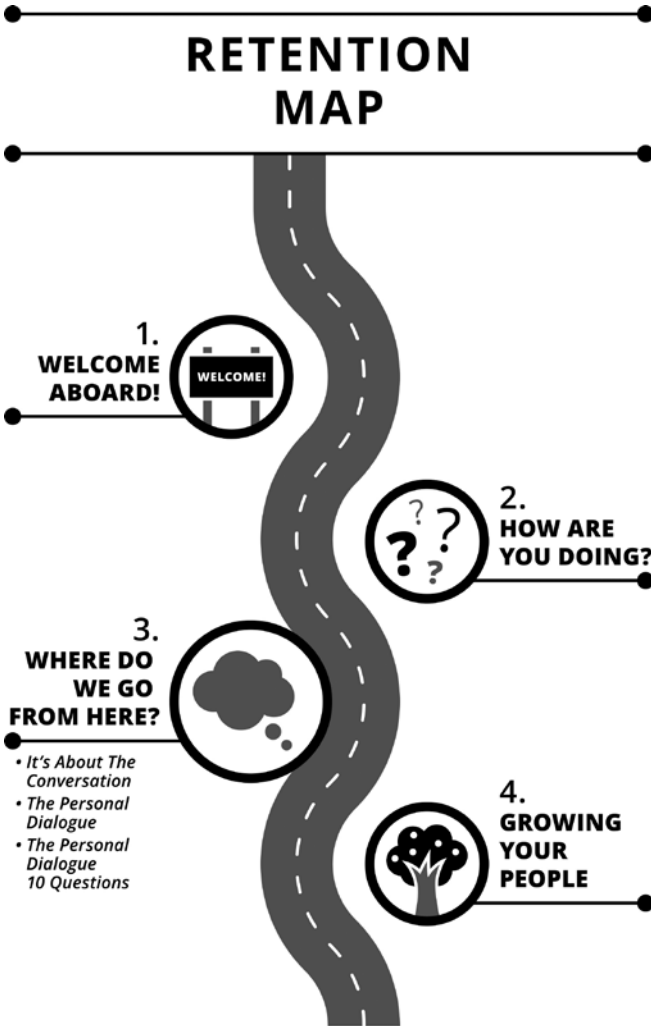 RETENTION
MAP
1.
WELCOME
ABOARD!
WELCOME!
2.
HOW ARE
YOU DOING?
? ? ? ?
3.
WHERE DO
WE GO
FROM HERE?
• It's About The
Conversation
• The Personal
Dialogue
• The Personal
Dialogue
10 Questions
4.
GROWING
YOUR
PEOPLE